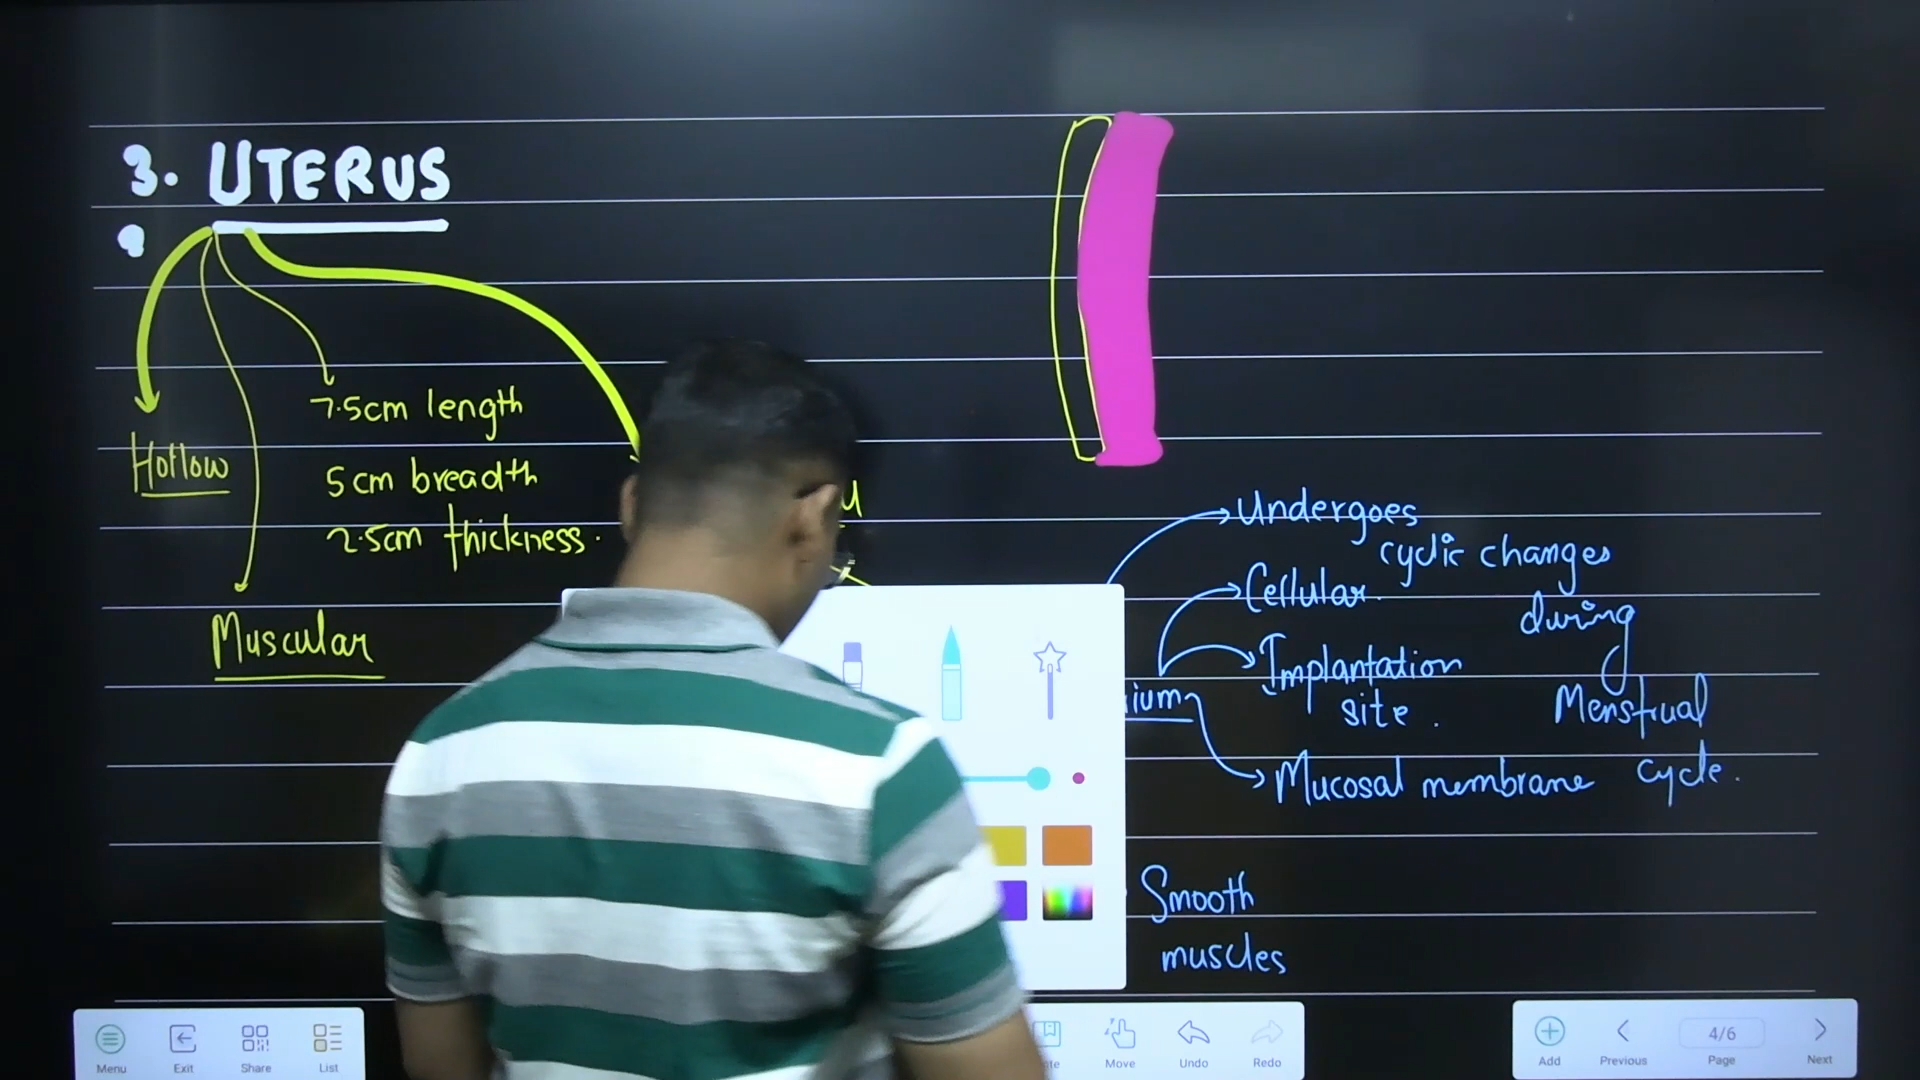 3. UTERUS
7.5cm length
Hollow
5cm breadth
2.5cm thickness.
Muscular
Undergoes
cyclic changes
during
Menstrual
cycle.
Cellular.
Implantation
site.
Mucosal membrane
Smooth
muscles
Menu
Exit
Share
List
Move
Undo
Redo
Add
Previous
4/6
Page
Next